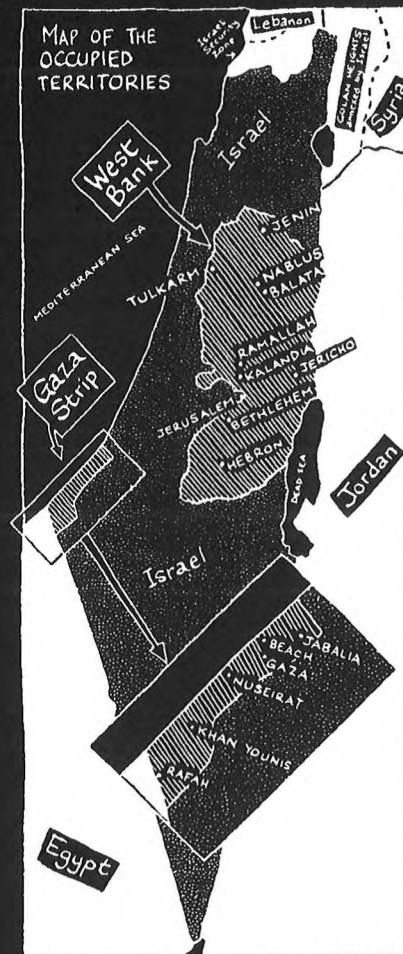 MAP OF THE
OCCUPIED
TERRITORIES
Israel
Security
zone
Lebanon
GOLAN HEIGHTS
annexed by Israel
Syria
Israel
West
Bank
JENIN
TULKARM
NABLUS
BALATA
MEDITERRANEAN SEA
RAMALLAH
KALANDIA
JERICHO
Gaza
Strip
JERUSALEM
BETHLEHEM
HEBRON
DEAD SEA
Jordan
Israel
JABALIA
BEACH
GAZA
NUSEIRAT
KHAN YOUNIS
RAFAH
Egypt